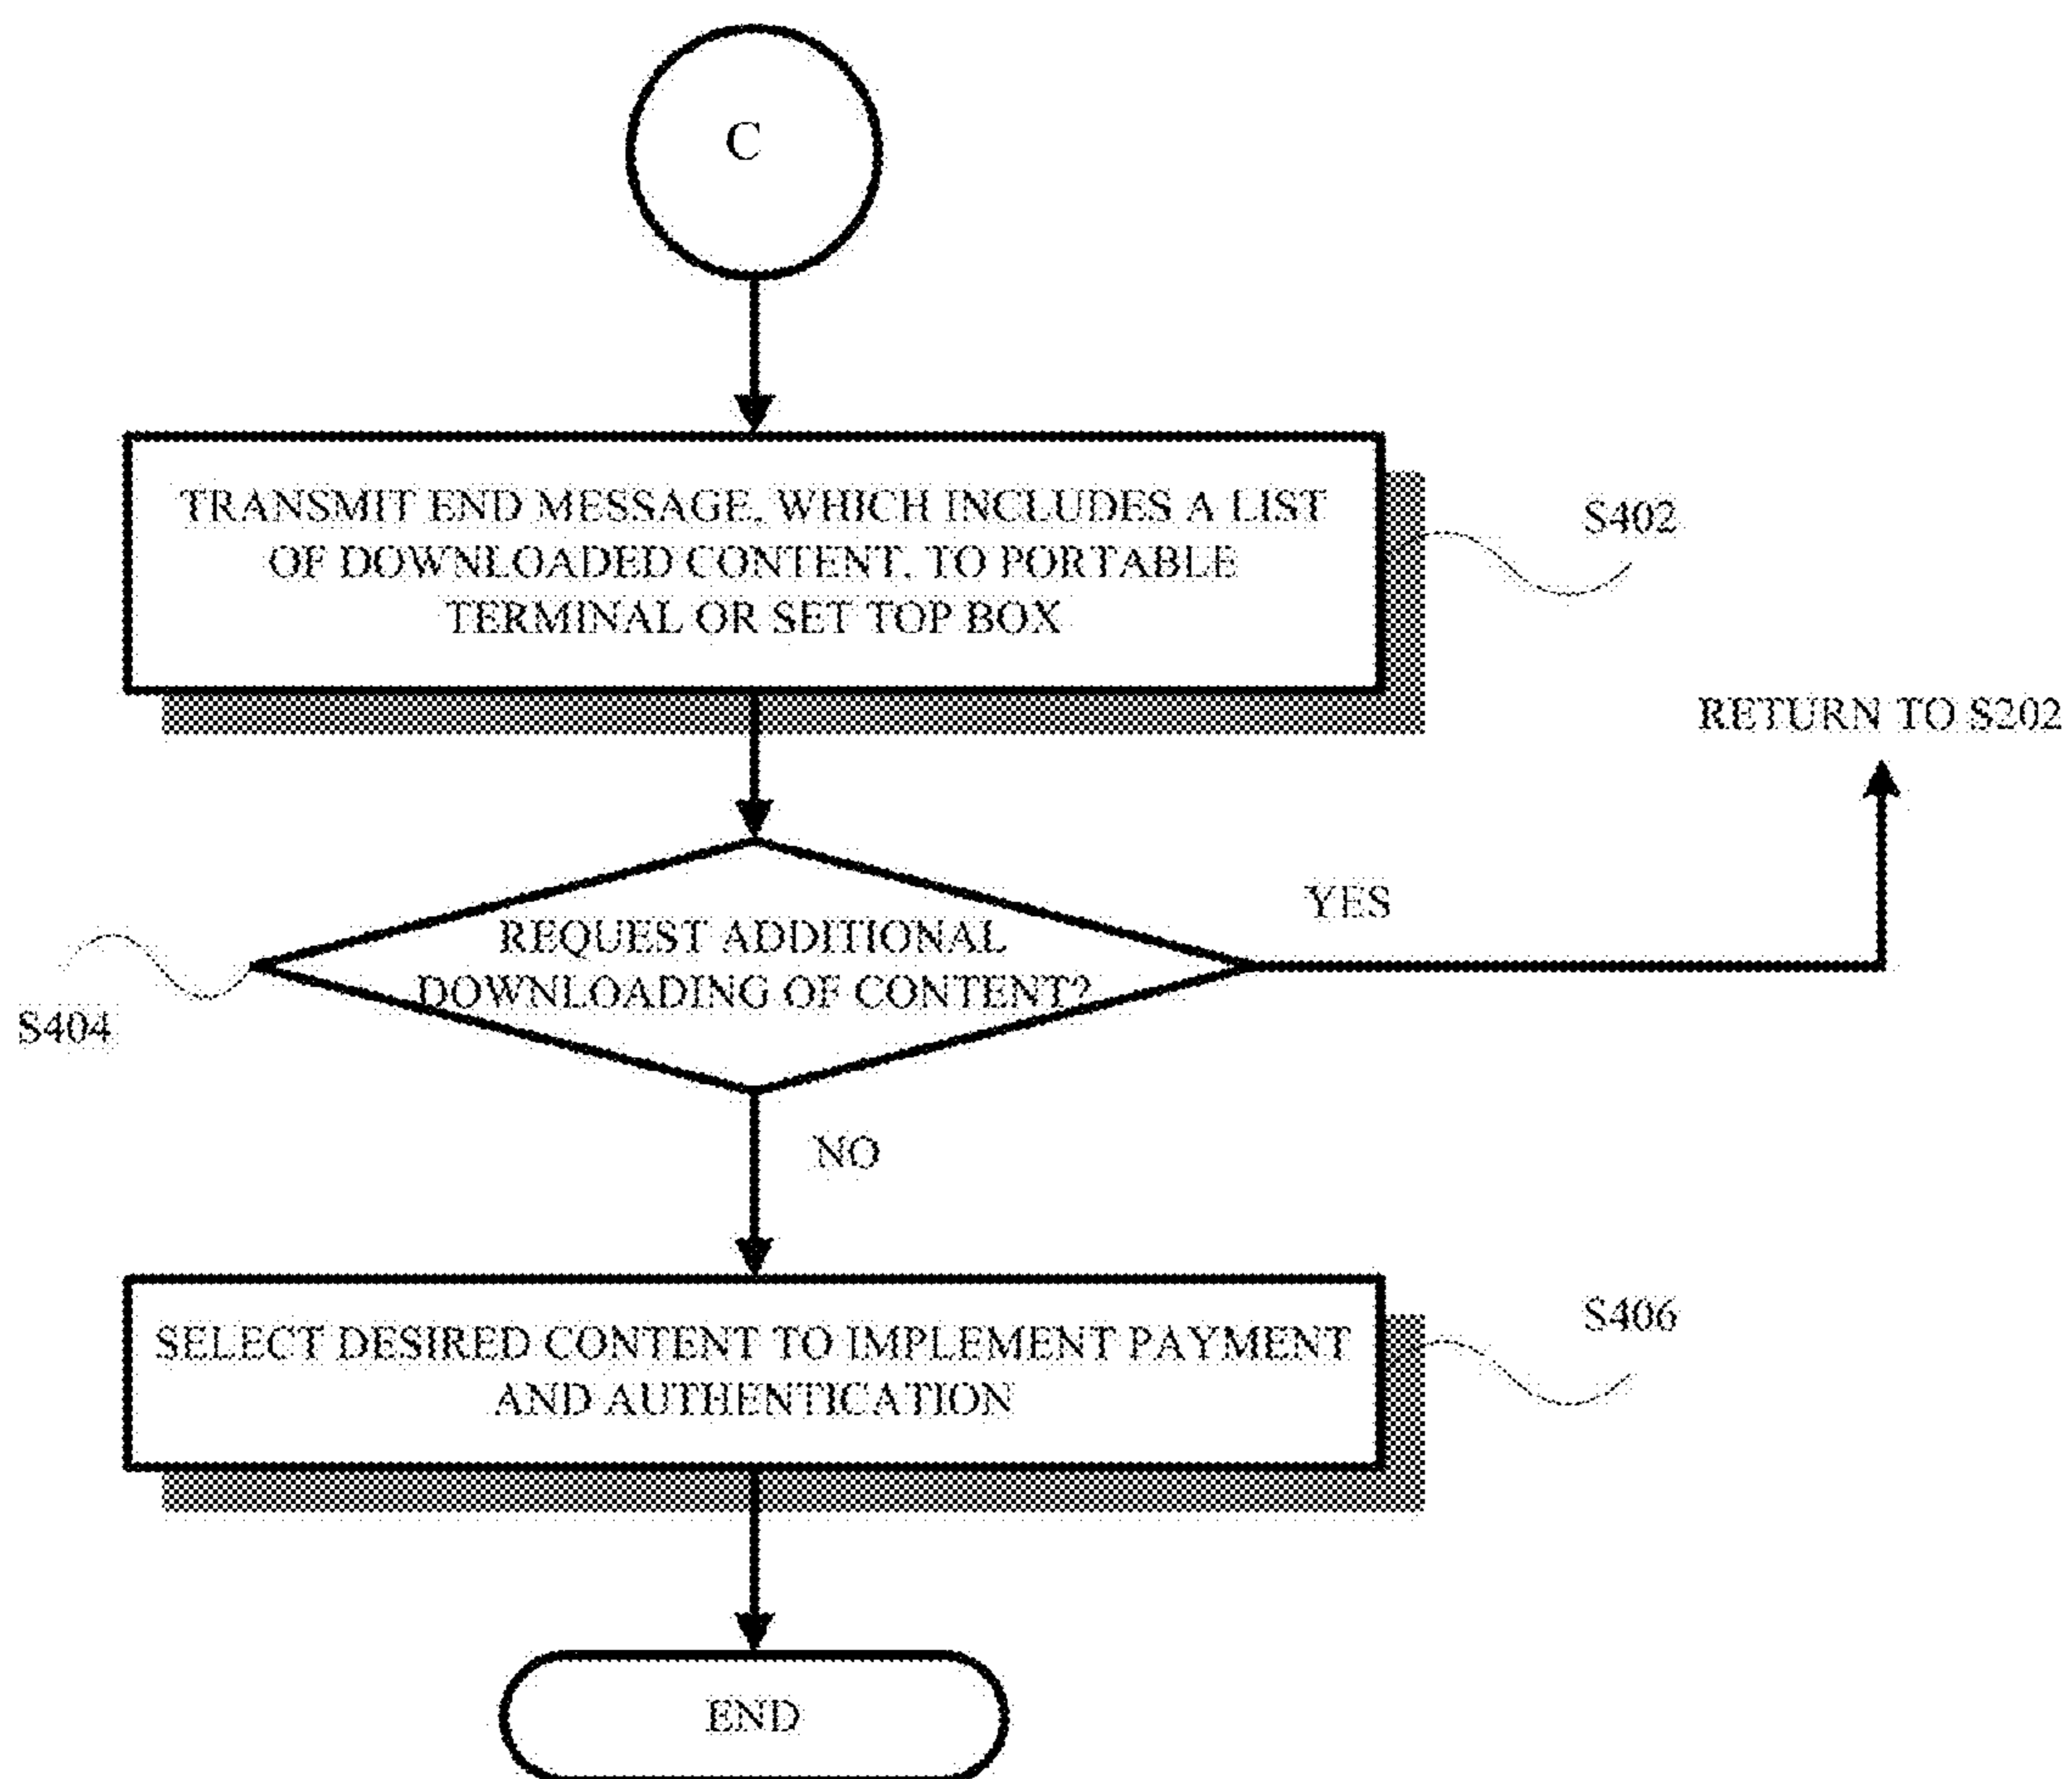 C
TRANSMIT END MESSAGE, WHICH INCLUDES A LIST
OF DOWNLOADED CONTENT, TO PORTABLE
TERMINAL OR SET TOP BOX
S402
RETURN TO S202
YES
REQUEST ADDITIONAL
DOWNLOADING OF CONTENT?
S404
NO
SELECT DESIRED CONTENT TO IMPLEMENT PAYMENT
AND AUTHENTICATION
S406
END